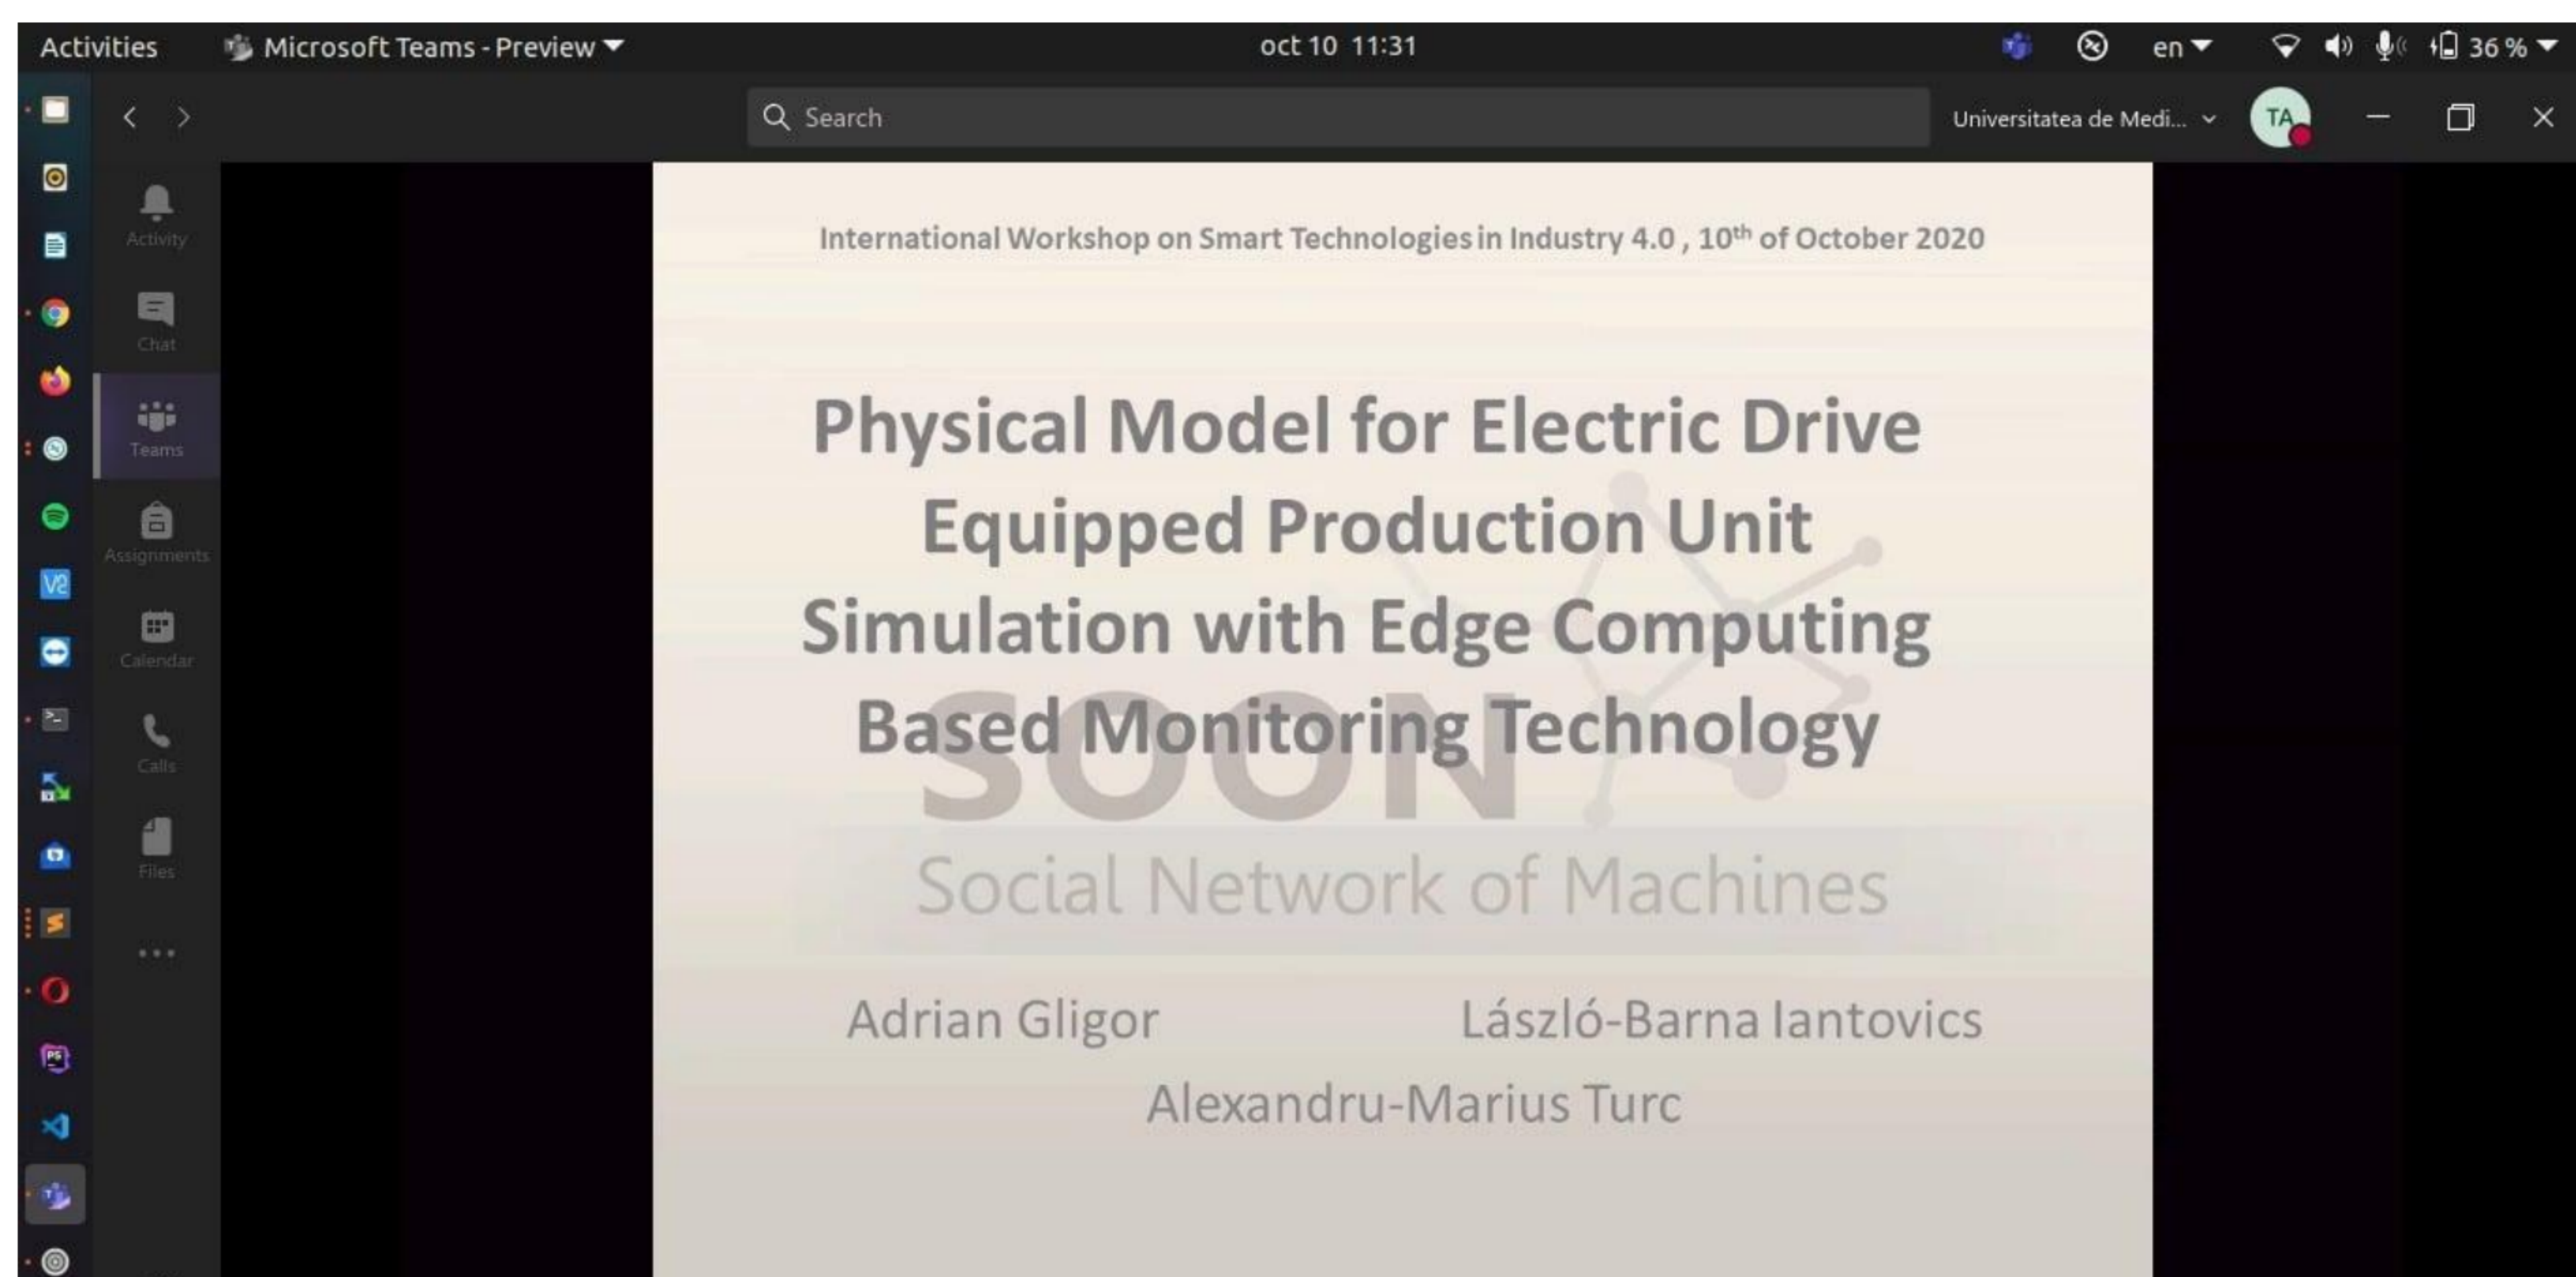 Activities
Microsoft Teams - Preview
oct 10 11:31
en
36 %
Search
Universitatea de Medi...
TA
Activity
Chat
Teams
Assignments
Calendar
Calls
Files
International Workshop on Smart Technologies in Industry 4.0 , 10th of October 2020
Physical Model for Electric Drive
Equipped Production Unit
Simulation with Edge Computing
Based Monitoring Technology
SOON
Social Network of Machines
Adrian Gligor
László-Barna Iantovics
Alexandru-Marius Turc